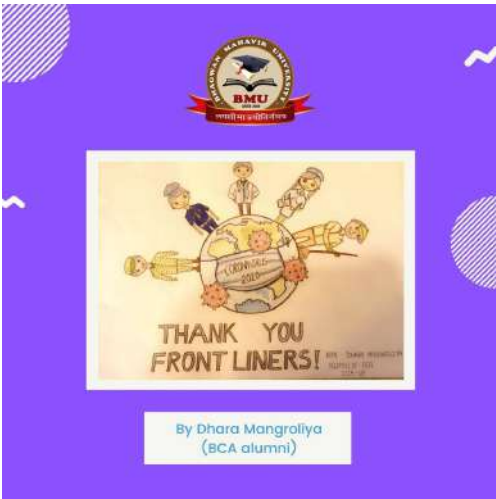 BHAGWAN MAHAVIR UNIVERSITY
BMU
CORONAVIRUS
2020
THANK YOU
FRONT LINERS!
By Dhara Mangroliya
(BCA alumni)